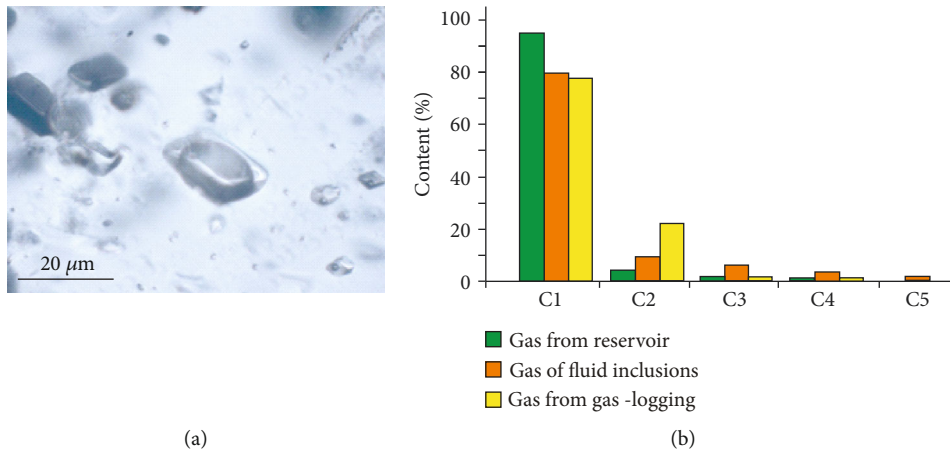 20 μm
(a)
Content (%)
100
80
60
40
20
0
C1 C2 C3 C4 C5
Gas from reservoir
Gas of fluid inclusions
Gas from gas -logging
(b)